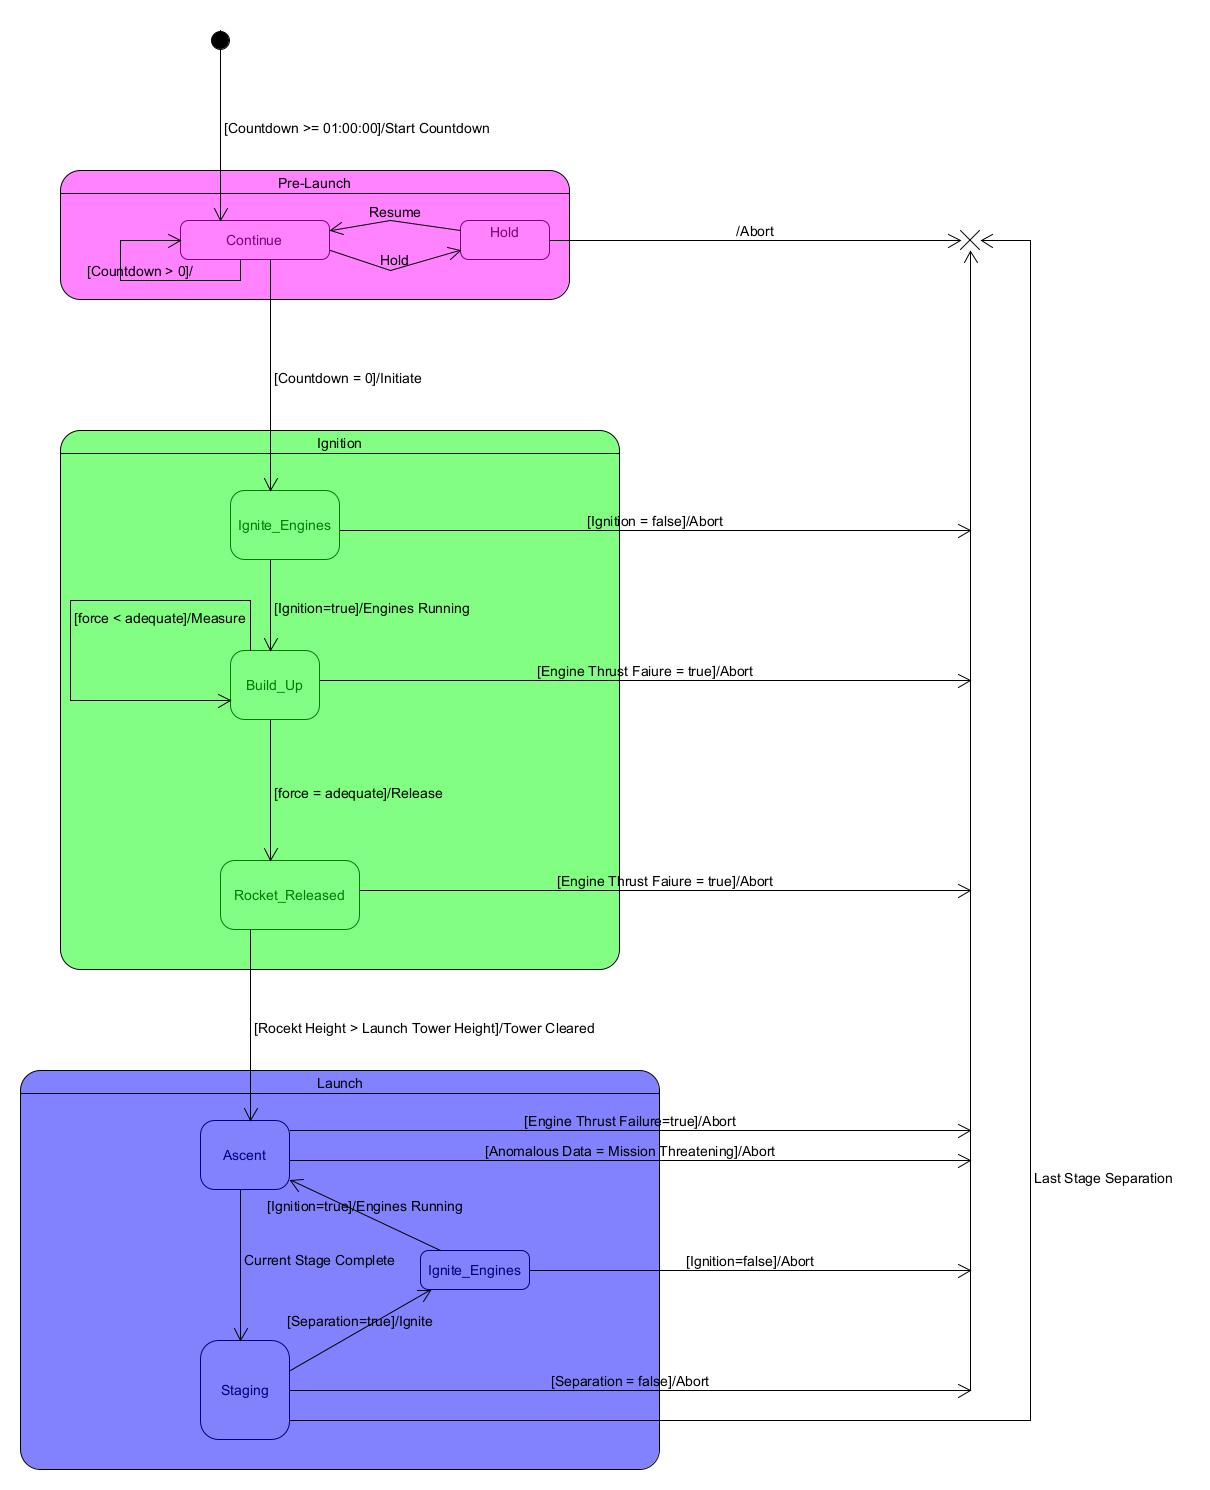 [Countdown >= 01:00:00]/Start Countdown
Pre-Launch
Resume
Continue
Hold
/Abort
Hold
[Countdown > 0]/
[Countdown = 0]/Initiate
Ignition
Ignite_Engines
[Ignition = false]/Abort
[Ignition=true]/Engines Running
[force < adequate]/Measure
[Engine Thrust Faiure = true]/Abort
Build_Up
[force = adequate]/Release
[Engine Thrust Faiure = true]/Abort
Rocket_Released
[Rocekt Height > Launch Tower Height]/Tower Cleared
Launch
[Engine Thrust Failure=true]/Abort
[Anomalous Data = Mission Threatening]/Abort
Ascent
Last Stage Separation
[Ignition=true]/Engines Running
Current Stage Complete
[Ignition=false]/Abort
Ignite_Engines
[Separation=true]/Ignite
[Separation = false]/Abort
Staging